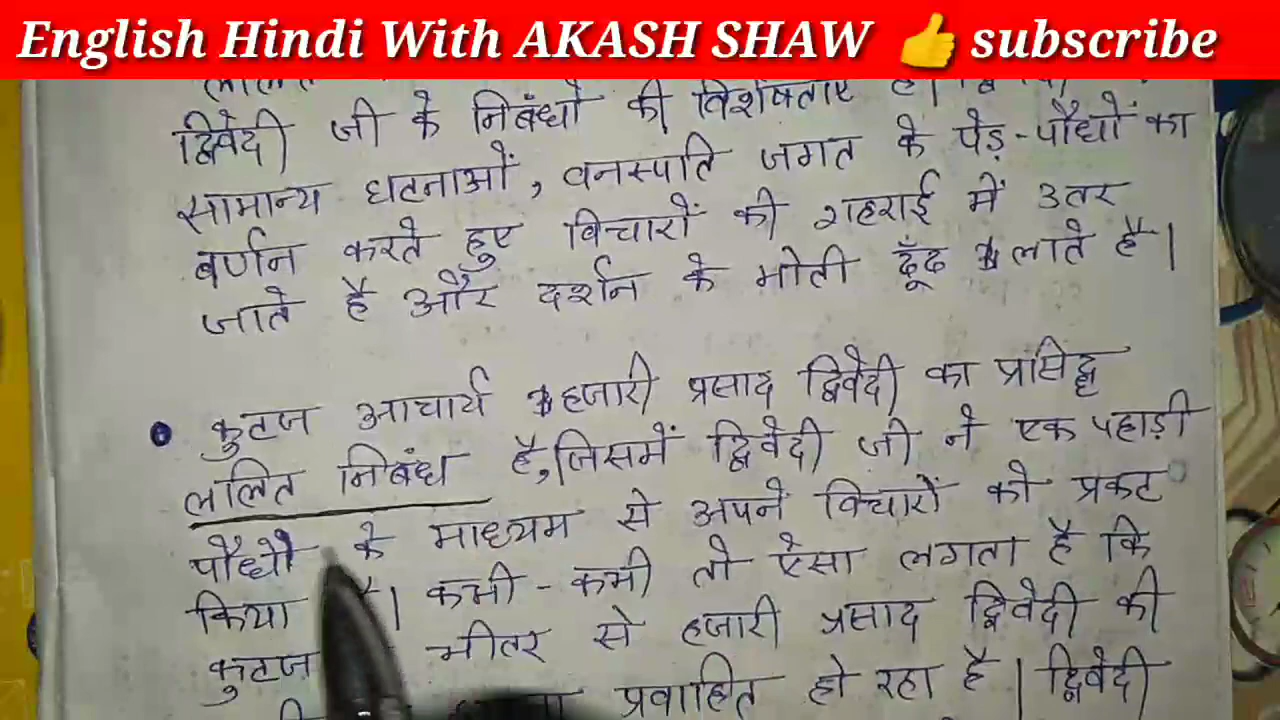 English Hindi With AKASH SHAW 👍 subscribe
द्विवेदी जी के निबंधो की विशेषताए है।
सामान्य घटनाओं, वनस्पति जगत के पेड़-पौधों का
बर्णन करते हुए विचारों की गहराई में उतर
जाते है और दर्शन के मोती ढूँढ लाते है।
• कुटज आचार्य हजारी प्रसाद द्विवेदी का प्रसिद्ध
ललित निबंध है, जिसमें द्विवेदी जी ने एक पहाड़ी
पौधो के माध्यम से अपने विचारों को प्रकट
किया है। कभी-कभी तो ऐसा लगता है कि
कुटज भीतर से हजारी प्रसाद द्विवेदी की
प्रवाहित हो रहा है। द्विवेदी